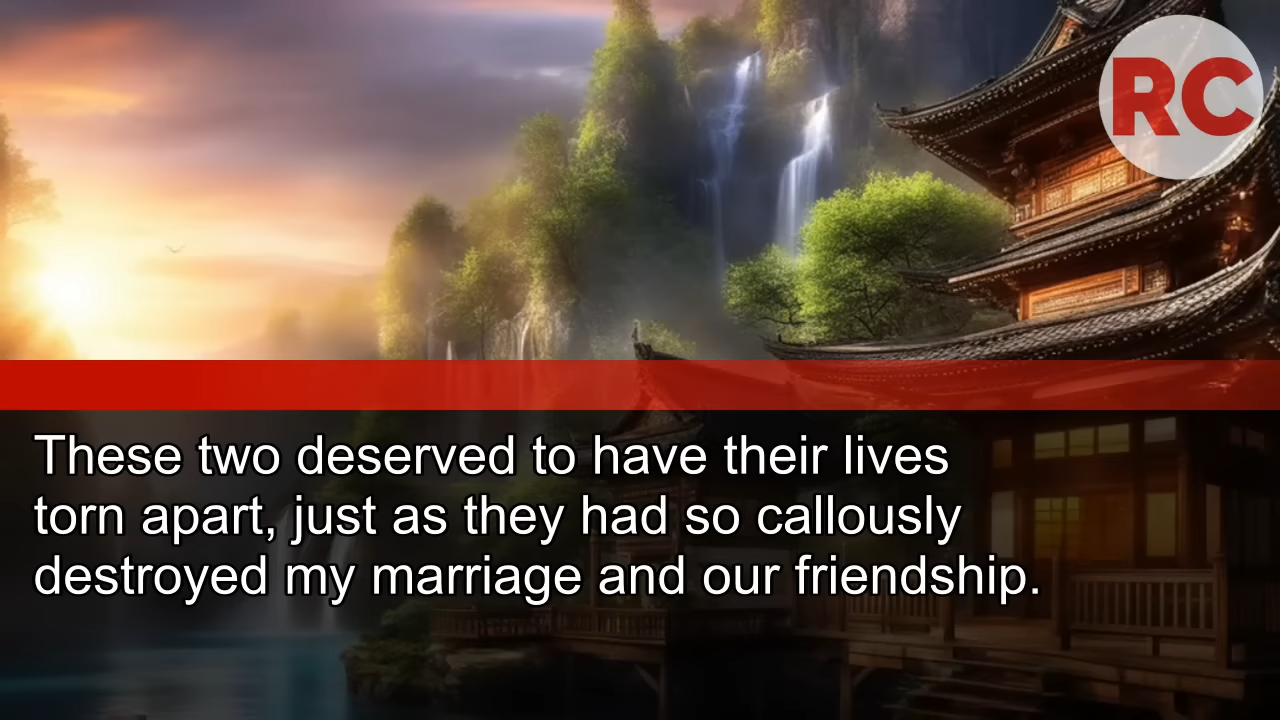 RC
These two deserved to have their lives
torn apart, just as they had so callously
destroyed my marriage and our friendship.